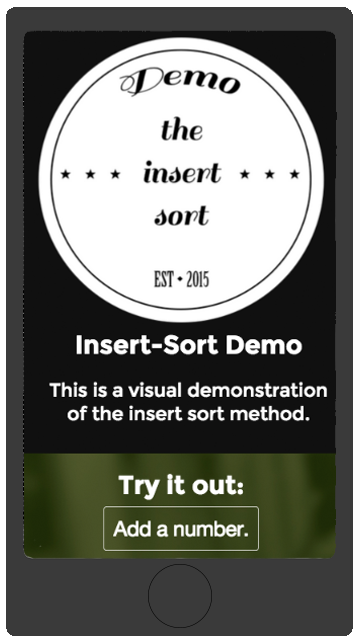 Demo
the
★ ★ ★ insert ★ ★ ★
sort
EST • 2015
Insert-Sort Demo
This is a visual demonstration
of the insert sort method.
Try it out:
Add a number.